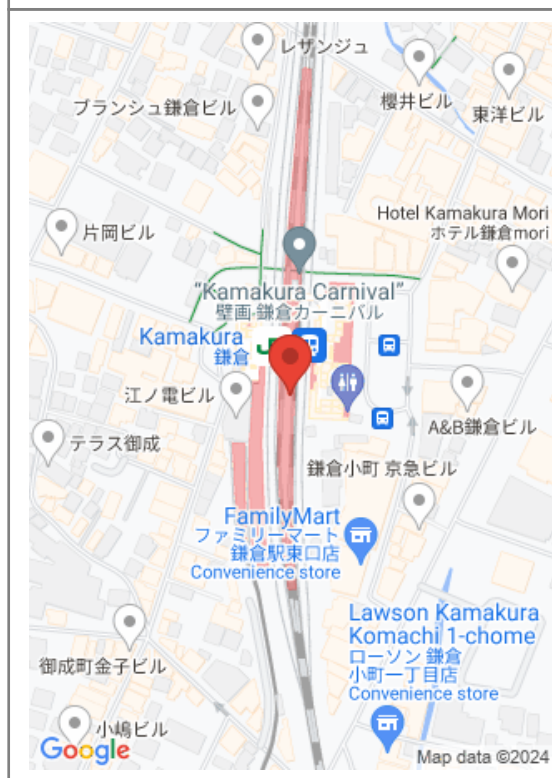 レザンジュ
ブランシュ鎌倉ビル
櫻井ビル
東洋ビル
片岡ビル
Hotel Kamakura Mori
ホテル鎌倉mori
“Kamakura Carnival”
壁画 鎌倉カーニバル
Kamakura
鎌倉
江ノ電ビル
A&B鎌倉ビル
テラス御成
鎌倉小町 京急ビル
FamilyMart
ファミリーマート
鎌倉駅東口店
Convenience store
Lawson Kamakura
Komachi 1-chome
ローソン 鎌倉
小町一丁目店
Convenience store
御成町金子ビル
小嶋ビル
Google
Map data ©2024